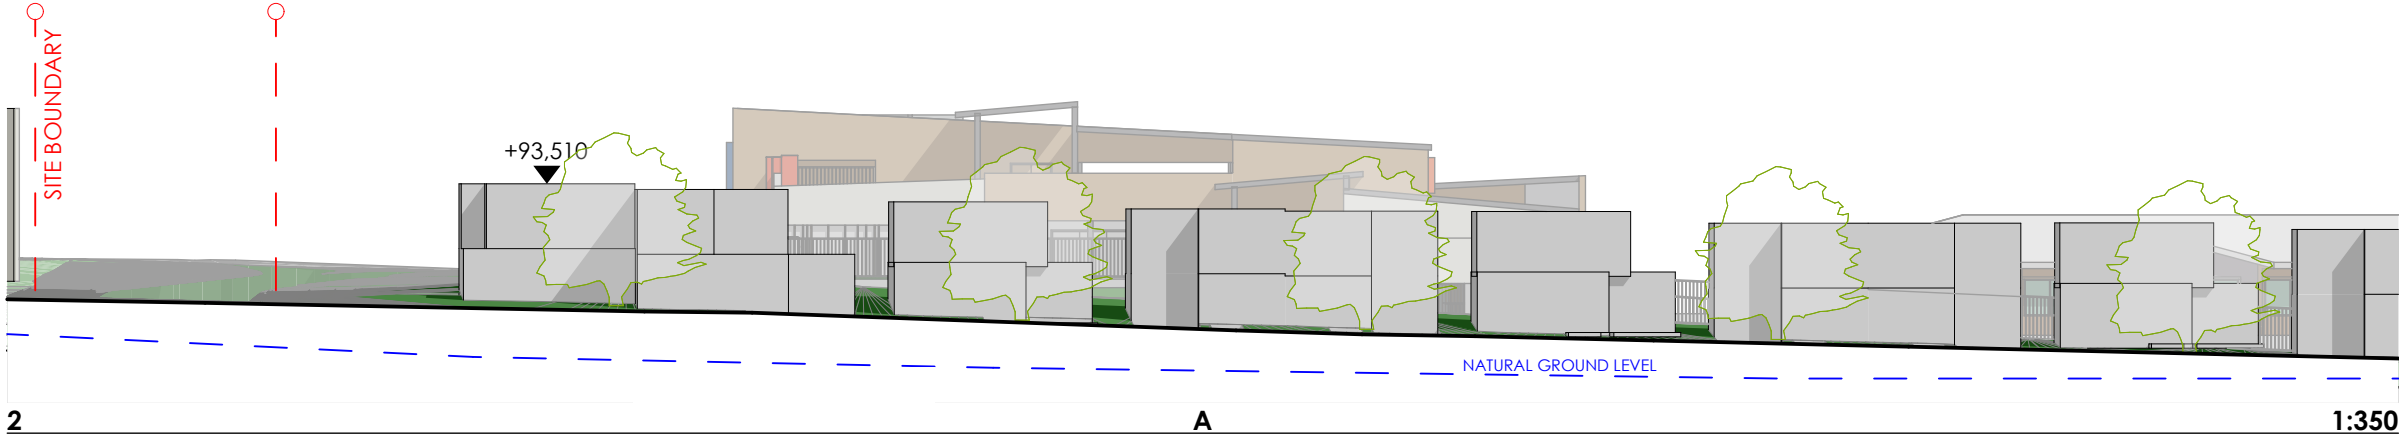 SITE BOUNDARY
+93,510
NATURAL GROUND LEVEL
2
A
1:350